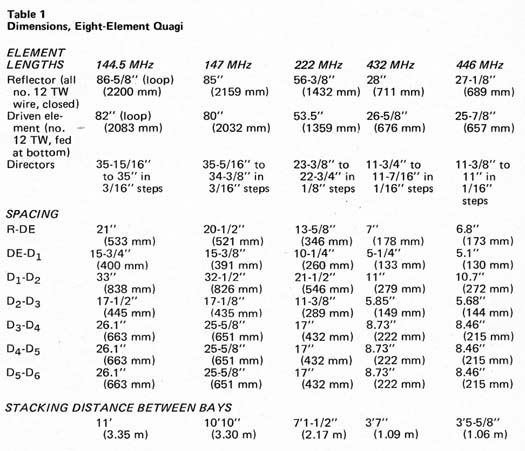 Table 1
Dimensions, Eight-Element Quagi
ELEMENT
LENGTHS 144.5 MHz 147 MHz 222 MHz 432 MHz 446 MHz
Reflector (all 86-5/8" (loop) 85" 56-3/8" 28" 27-1/8"
no. 12 TW (2200 mm) (2159 mm) (1432 mm) (711 mm) (689 mm)
wire, closed)
Driven ele- 82" (loop) 80" 53.5" 26-5/8" 25-7/8"
ment (no. (2083 mm) (2032 mm) (1359 mm) (676 mm) (657 mm)
12 TW, fed
at bottom)
Directors 35-15/16" 35-5/16" to 23-3/8" to 11-3/4" to 11-3/8" to
to 35" in 34-3/8" in 22-3/4" in 11-7/16" in 11" in
3/16" steps 3/16" steps 1/8" steps 1/16" steps 1/16"
steps
SPACING
R-DE 21" 20-1/2" 13-5/8" 7" 6.8"
(533 mm) (521 mm) (346 mm) (178 mm) (173 mm)
DE-D1 15-3/4" 15-3/8" 10-1/4" 5-1/4" 5.1"
(400 mm) (391 mm) (260 mm) (133 mm) (130 mm)
D1-D2 33" 32-1/2" 21-1/2" 11" 10.7"
(838 mm) (826 mm) (546 mm) (279 mm) (272 mm)
D2-D3 17-1/2" 17-1/8" 11-3/8" 5.85" 5.68"
(445 mm) (435 mm) (289 mm) (149 mm) (144 mm)
D3-D4 26.1" 25-5/8" 17" 8.73" 8.46"
(663 mm) (651 mm) (432 mm) (222 mm) (215 mm)
D4-D5 26.1" 25-5/8" 17" 8.73" 8.46"
(663 mm) (651 mm) (432 mm) (222 mm) (215 mm)
D5-D6 26.1" 25-5/8" 17" 8.73" 8.46"
(663 mm) (651 mm) (432 mm) (222 mm) (215 mm)
STACKING DISTANCE BETWEEN BAYS
11' 10'10" 7'1-1/2" 3'7" 3'5-5/8"
(3.35 m) (3.30 m) (2.17 m) (1.09 m) (1.06 m)